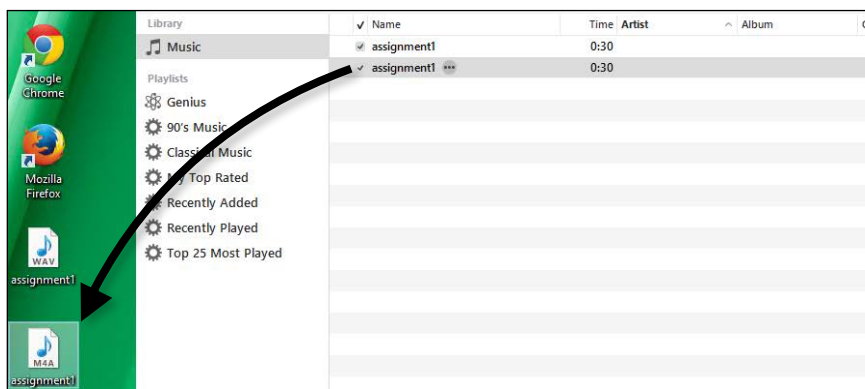 Google
Chrome
Mozilla
Firefox
WAV
assignment1
M4A
assignment1
Library
Music
Playlists
Genius
90's Music
Classical Music
My Top Rated
Recently Added
Recently Played
Top 25 Most Played
Name Time Artist Album
assignment1 0:30
assignment1 0:30